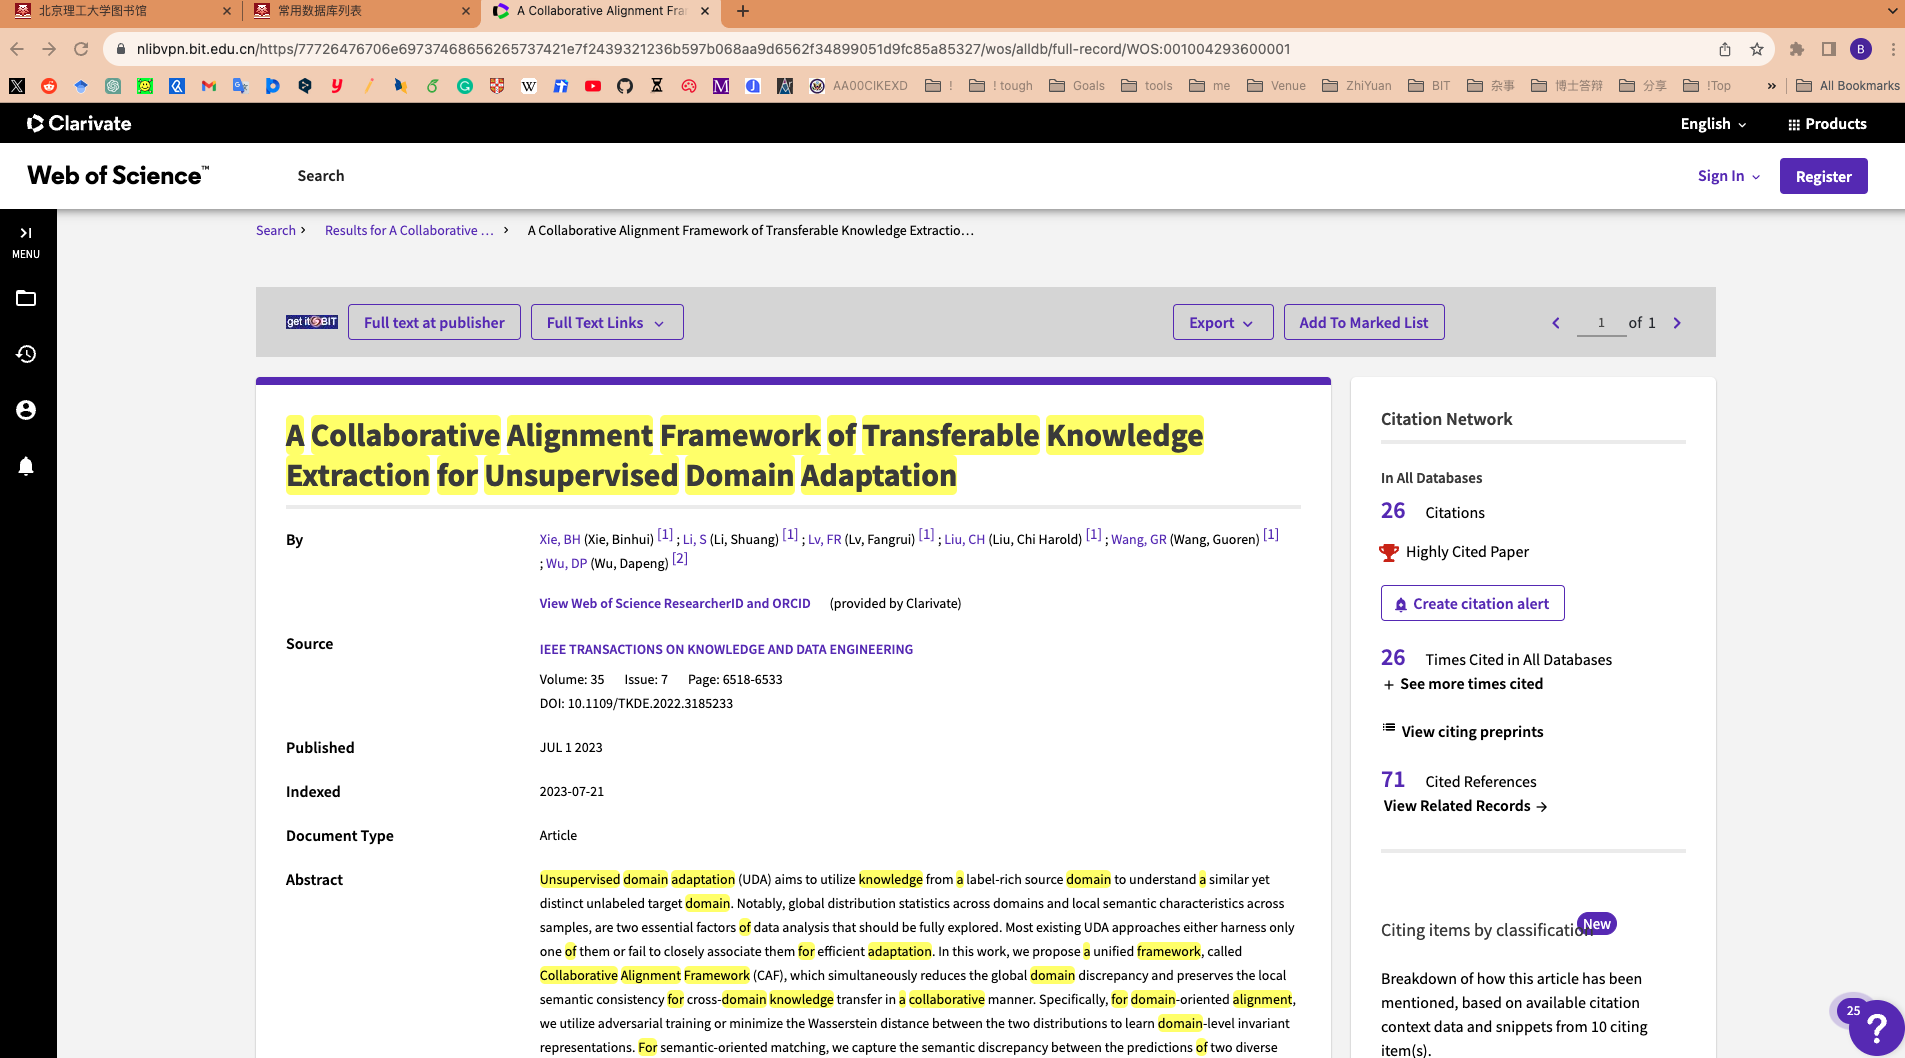 北京理工大学图书馆
常用数据库列表
A Collaborative Alignment Fra
nlibvpn.bit.edu.cn/https/77726476706e69737468656265737421e7f2439321236b597b068aa9d6562f34899051d9fc85a85327/wos/alldb/full-record/WOS:001004293600001
B
AA00CIKEXD ! ! tough Goals tools me Venue ZhiYuan BIT 杂事 博士答辩 分享 !Top » All Bookmarks
Clarivate
English
Products
Web of Science™
Search
Sign In
Register
MENU
Search > Results for A Collaborative ... > A Collaborative Alignment Framework of Transferable Knowledge Extractio...
get it@BIT
Full text at publisher
Full Text Links
Export
Add To Marked List
1 of 1
A Collaborative Alignment Framework of Transferable Knowledge
Extraction for Unsupervised Domain Adaptation
By
Xie, BH (Xie, Binhui) [1] ; Li, S (Li, Shuang) [1] ; Lv, FR (Lv, Fangrui) [1] ; Liu, CH (Liu, Chi Harold) [1] ; Wang, GR (Wang, Guoren) [1]
; Wu, DP (Wu, Dapeng) [2]
View Web of Science ResearcherID and ORCID (provided by Clarivate)
Source
IEEE TRANSACTIONS ON KNOWLEDGE AND DATA ENGINEERING
Volume: 35 Issue: 7 Page: 6518-6533
DOI: 10.1109/TKDE.2022.3185233
Published
JUL 1 2023
Indexed
2023-07-21
Document Type
Article
Abstract
Unsupervised domain adaptation (UDA) aims to utilize knowledge from a label-rich source domain to understand a similar yet
distinct unlabeled target domain. Notably, global distribution statistics across domains and local semantic characteristics across
samples, are two essential factors of data analysis that should be fully explored. Most existing UDA approaches either harness only
one of them or fail to closely associate them for efficient adaptation. In this work, we propose a unified framework, called
Collaborative Alignment Framework (CAF), which simultaneously reduces the global domain discrepancy and preserves the local
semantic consistency for cross-domain knowledge transfer in a collaborative manner. Specifically, for domain-oriented alignment,
we utilize adversarial training or minimize the Wasserstein distance between the two distributions to learn domain-level invariant
representations. For semantic-oriented matching, we capture the semantic discrepancy between the predictions of two diverse
Citation Network
In All Databases
26 Citations
Highly Cited Paper
Create citation alert
26 Times Cited in All Databases
+ See more times cited
View citing preprints
71 Cited References
View Related Records →
Citing items by classification New
Breakdown of how this article has been
mentioned, based on available citation
context data and snippets from 10 citing
item(s).
25
?